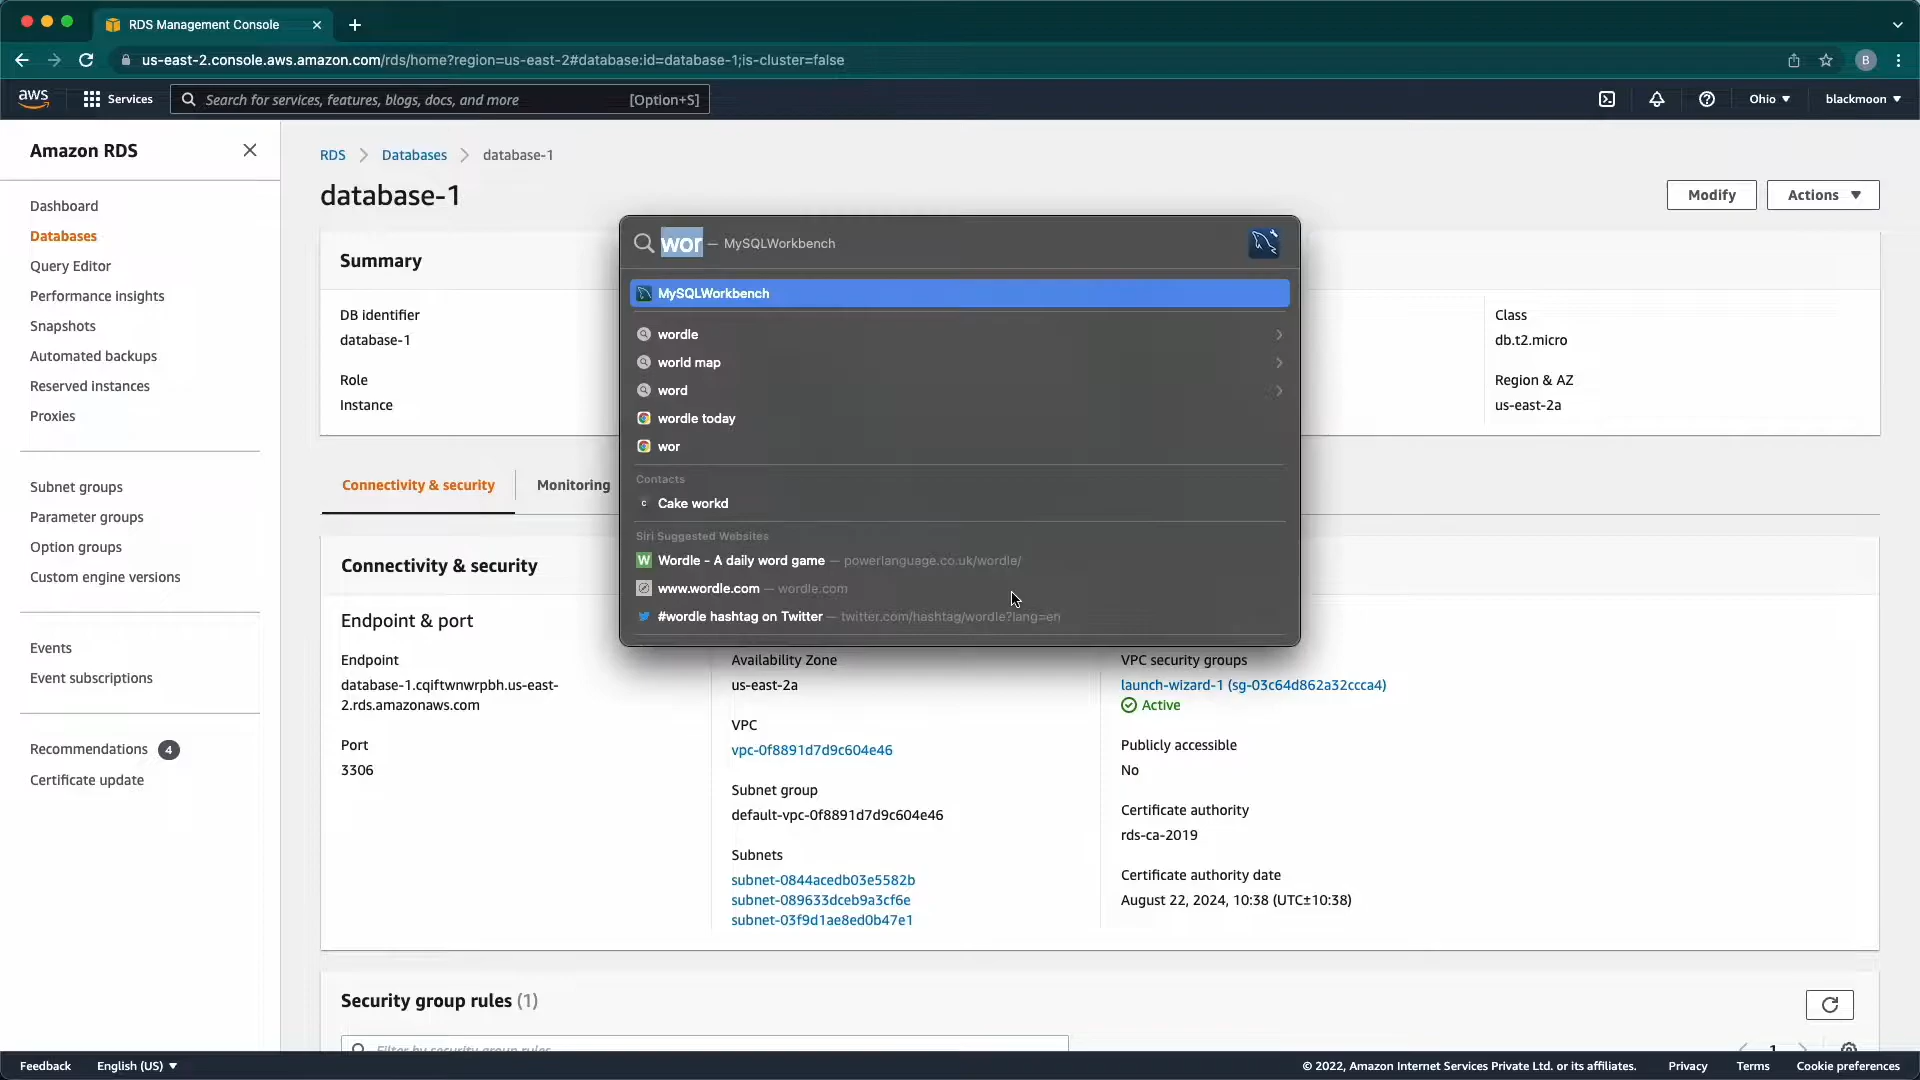 RDS Management Console
us-east-2.console.aws.amazon.com/rds/home?region=us-east-2#database:id=database-1;is-cluster=false
B
aws
Services
Search for services, features, blogs, docs, and more [Option+S]
Ohio
blackmoon
Amazon RDS
Dashboard
Databases
Query Editor
Performance insights
Snapshots
Automated backups
Reserved instances
Proxies
Subnet groups
Parameter groups
Option groups
Custom engine versions
Events
Event subscriptions
Recommendations 4
Certificate update
RDS > Databases > database-1
database-1
Modify
Actions
Summary
DB identifier
database-1
Role
Instance
Class
db.t2.micro
Region & AZ
us-east-2a
wor — MySQLWorkbench
MySQLWorkbench
wordle
world map
word
wordle today
wor
Contacts
C Cake workd
Siri Suggested Websites
W Wordle - A daily word game — powerlanguage.co.uk/wordle/
www.wordle.com — wordle.com
#wordle hashtag on Twitter — twitter.com/hashtag/wordle?lang=en
Connectivity & security
Monitoring
Connectivity & security
Endpoint & port
Endpoint
database-1.cqiftwnwrpbh.us-east-
2.rds.amazonaws.com
Port
3306
Availability Zone
us-east-2a
VPC
vpc-0f8891d7d9c604e46
Subnet group
default-vpc-0f8891d7d9c604e46
Subnets
subnet-0844acedb03e5582b
subnet-089633dceb9a3cf6e
subnet-03f9d1ae8ed0b47e1
VPC security groups
launch-wizard-1 (sg-03c64d862a32ccca4)
Active
Publicly accessible
No
Certificate authority
rds-ca-2019
Certificate authority date
August 22, 2024, 10:38 (UTC±10:38)
Security group rules (1)
Filter by security group rules
1
Feedback
English (US)
© 2022, Amazon Internet Services Private Ltd. or its affiliates.
Privacy
Terms
Cookie preferences